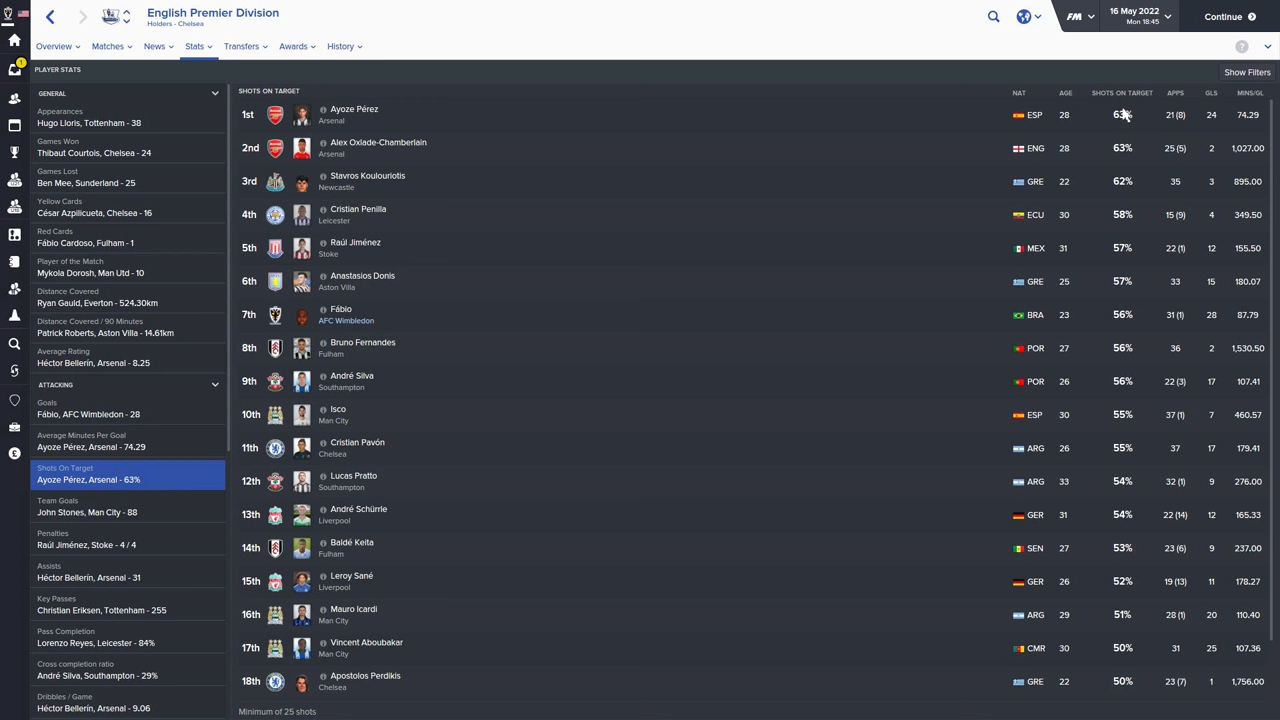 English Premier Division
Holders - Chelsea
FM
16 May 2022
Mon 18:45
Continue
Overview
Matches
News
Stats
Transfers
Awards
History
?
PLAYER STATS
Show Filters
GENERAL
Appearances
Hugo Lloris, Tottenham - 38
Games Won
Thibaut Courtois, Chelsea - 24
Games Lost
Ben Mee, Sunderland - 25
Yellow Cards
César Azpilicueta, Chelsea - 16
Red Cards
Fábio Cardoso, Fulham - 1
Player of the Match
Mykola Dorosh, Man Utd - 10
Distance Covered
Ryan Gauld, Everton - 524.30km
Distance Covered / 90 Minutes
Patrick Roberts, Aston Villa - 14.61km
Average Rating
Héctor Bellerín, Arsenal - 8.25
ATTACKING
Goals
Fábio, AFC Wimbledon - 28
Average Minutes Per Goal
Ayoze Pérez, Arsenal - 74.29
Shots On Target
Ayoze Pérez, Arsenal - 63%
Team Goals
John Stones, Man City - 88
Penalties
Raúl Jiménez, Stoke - 4 / 4
Assists
Héctor Bellerín, Arsenal - 31
Key Passes
Christian Eriksen, Tottenham - 255
Pass Completion
Lorenzo Reyes, Leicester - 84%
Cross completion ratio
André Silva, Southampton - 29%
Dribbles / Game
Héctor Bellerín, Arsenal - 9.06
SHOTS ON TARGET NAT AGE SHOTS ON TARGET APPS GLS MINS/GL
1st Ayoze Pérez Arsenal ESP 28 63% 21 (8) 24 74.29
2nd Alex Oxlade-Chamberlain Arsenal ENG 28 63% 25 (5) 2 1,027.00
3rd Stavros Koulouriotis Newcastle GRE 22 62% 35 3 895.00
4th Cristian Penilla Leicester ECU 30 58% 15 (9) 4 349.50
5th Raúl Jiménez Stoke MEX 31 57% 22 (1) 12 155.50
6th Anastasios Donis Aston Villa GRE 25 57% 33 15 180.07
7th Fábio AFC Wimbledon BRA 23 56% 31 (1) 28 87.79
8th Bruno Fernandes Fulham POR 27 56% 36 2 1,530.50
9th André Silva Southampton POR 26 56% 22 (3) 17 107.41
10th Isco Man City ESP 30 55% 37 (1) 7 460.57
11th Cristian Pavón Chelsea ARG 26 55% 37 17 179.41
12th Lucas Pratto Southampton ARG 33 54% 32 (1) 9 276.00
13th André Schürrle Liverpool GER 31 54% 22 (14) 12 165.33
14th Baldé Keita Fulham SEN 27 53% 23 (6) 9 237.00
15th Leroy Sané Liverpool GER 26 52% 19 (13) 11 178.27
16th Mauro Icardi Man City ARG 29 51% 28 (1) 20 110.40
17th Vincent Aboubakar Man City CMR 30 50% 31 25 107.36
18th Apostolos Perdikis Chelsea GRE 22 50% 23 (7) 1 1,756.00
Minimum of 25 shots